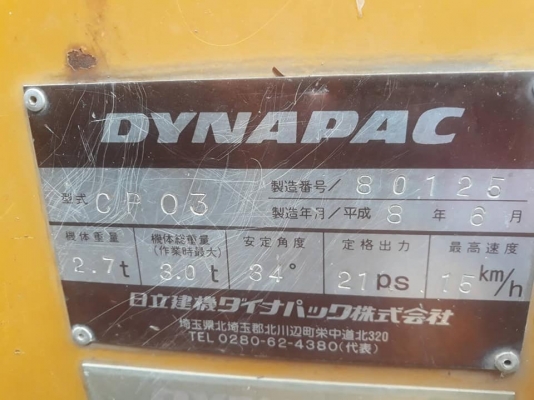 DYNAPAC
型式 CP03 製造番号/80125
製造年月/平成8年6月
機体重量 機体総重量(作業時最大) 安定角度 定格出力 最高速度
2.7t 3.0t 34° 21ps 15km/h
日立建機ダイナパック株式会社
埼玉県北埼玉郡北川辺町栄中道北320
TEL 0280-62-4380(代表)